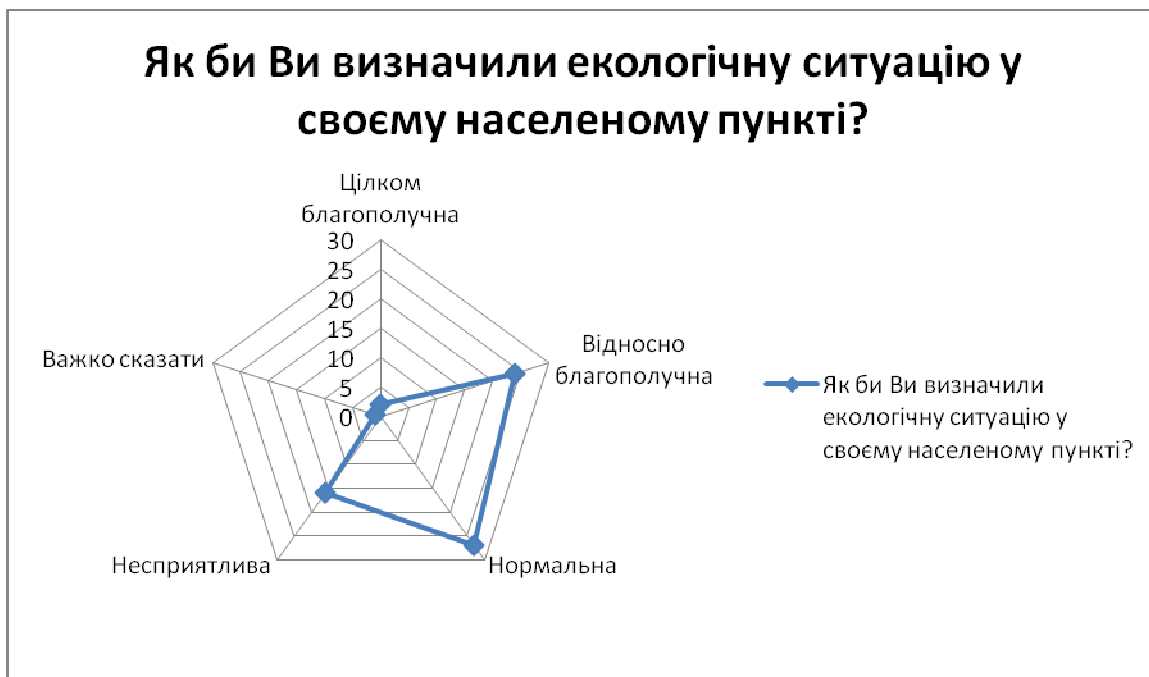 Як би Ви визначили екологічну ситуацію у
своєму населеному пункті?
Цілком
благополучна
30
25
20
15
10
5
0
Відносно
благополучна
Нормальна
Несприятлива
Важко сказати
Як би Ви визначили
екологічну ситуацію у
своєму населеному пункті?